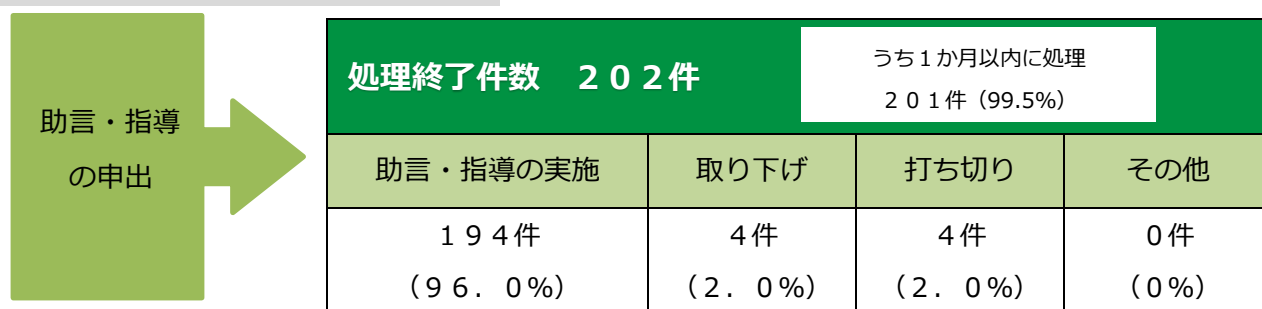 助言・指導
の申出
処理終了件数　２０２件
うち１か月以内に処理
２０１件（99.5%）
助言・指導の実施　取り下げ　打ち切り　その他
１９４件　４件　４件　０件
（９６．０%）　（２．０%）　（２．０%）　（０%）